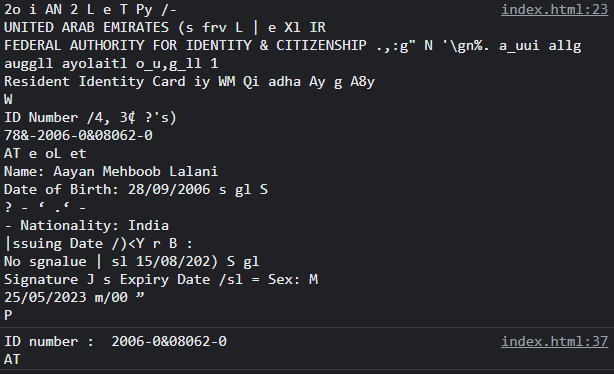 2o i AN 2 L e T Py /-
index.html:23
UNITED ARAB EMIRATES (s frv L | e Xl IR
FEDERAL AUTHORITY FOR IDENTITY & CITIZENSHIP .,:g" N '\gn%. a_uui allg
auggll ayolaitl o_u,g_ll 1
Resident Identity Card iy WM Qi adha Ay g A8y
W
ID Number /4, 3¢ ?'s)
78&-2006-0&08062-0
AT e oL et
Name: Aayan Mehboob Lalani
Date of Birth: 28/09/2006 s gl S
? - ‘ .‘ -
- Nationality: India
|ssuing Date /)<Y r B :
No sgnalue | sl 15/08/202) S gl
Signature J s Expiry Date /sl = Sex: M
25/05/2023 m/00 ”
P
ID number :  2006-0&08062-0
index.html:37
AT